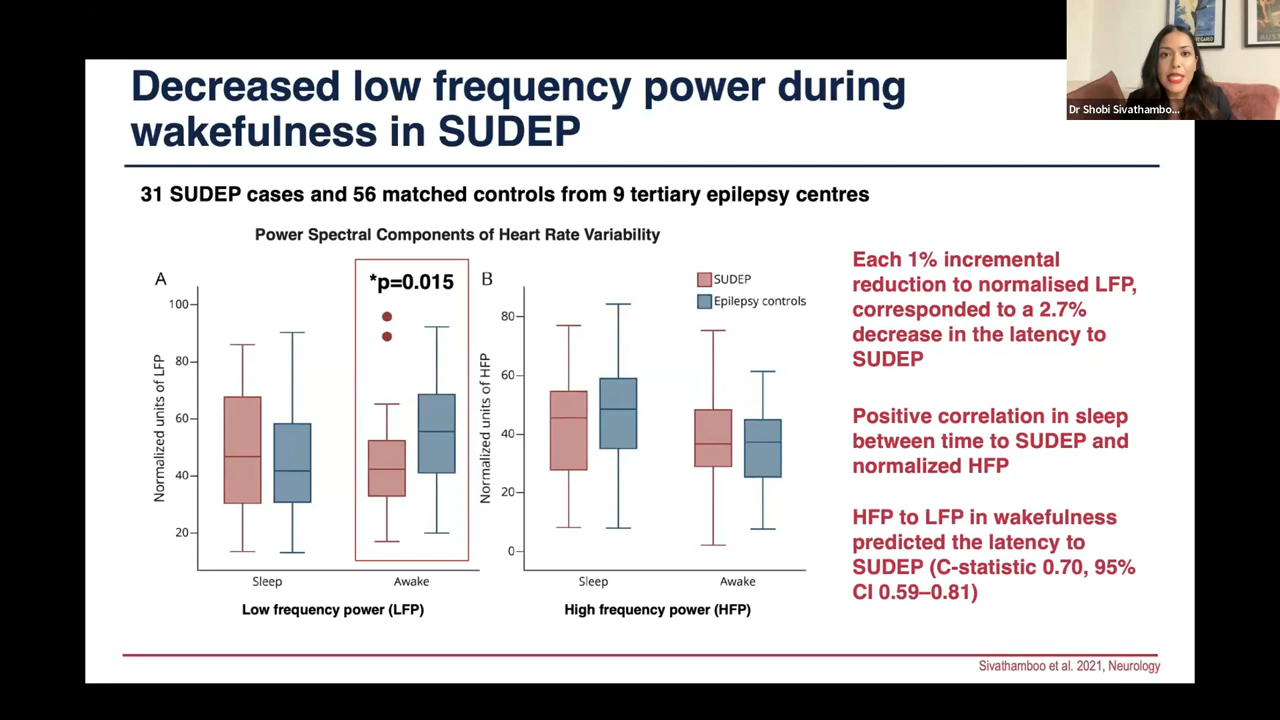 Decreased low frequency power during
wakefulness in SUDEP
Dr Shobi Sivathambo...
31 SUDEP cases and 56 matched controls from 9 tertiary epilepsy centres
Power Spectral Components of Heart Rate Variability
A
*p=0.015
100
80
60
40
20
Normalized units of LFP
Sleep
Awake
Low frequency power (LFP)
B
SUDEP
Epilepsy controls
80
60
40
20
0
Normalized units of HFP
Sleep
Awake
High frequency power (HFP)
Each 1% incremental
reduction to normalised LFP,
corresponded to a 2.7%
decrease in the latency to
SUDEP
Positive correlation in sleep
between time to SUDEP and
normalized HFP
HFP to LFP in wakefulness
predicted the latency to
SUDEP (C-statistic 0.70, 95%
CI 0.59–0.81)
Sivathamboo et al. 2021, Neurology